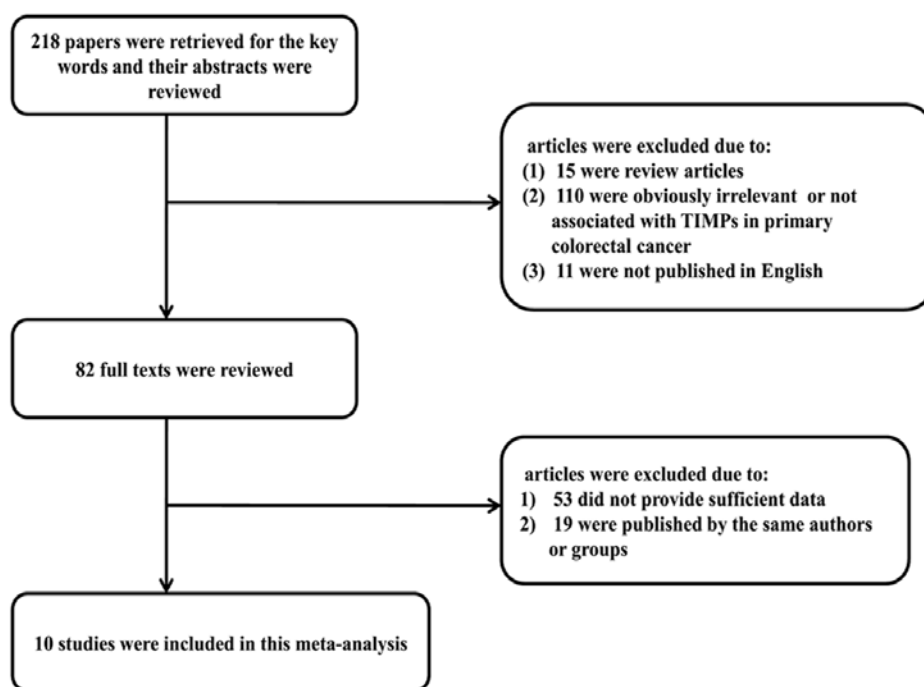 218 papers were retrieved for the key
words and their abstracts were
reviewed
articles were excluded due to:
(1) 15 were review articles
(2) 110 were obviously irrelevant or not
associated with TIMPs in primary
colorectal cancer
(3) 11 were not published in English
82 full texts were reviewed
articles were excluded due to:
1) 53 did not provide sufficient data
2) 19 were published by the same authors
or groups
10 studies were included in this meta-analysis